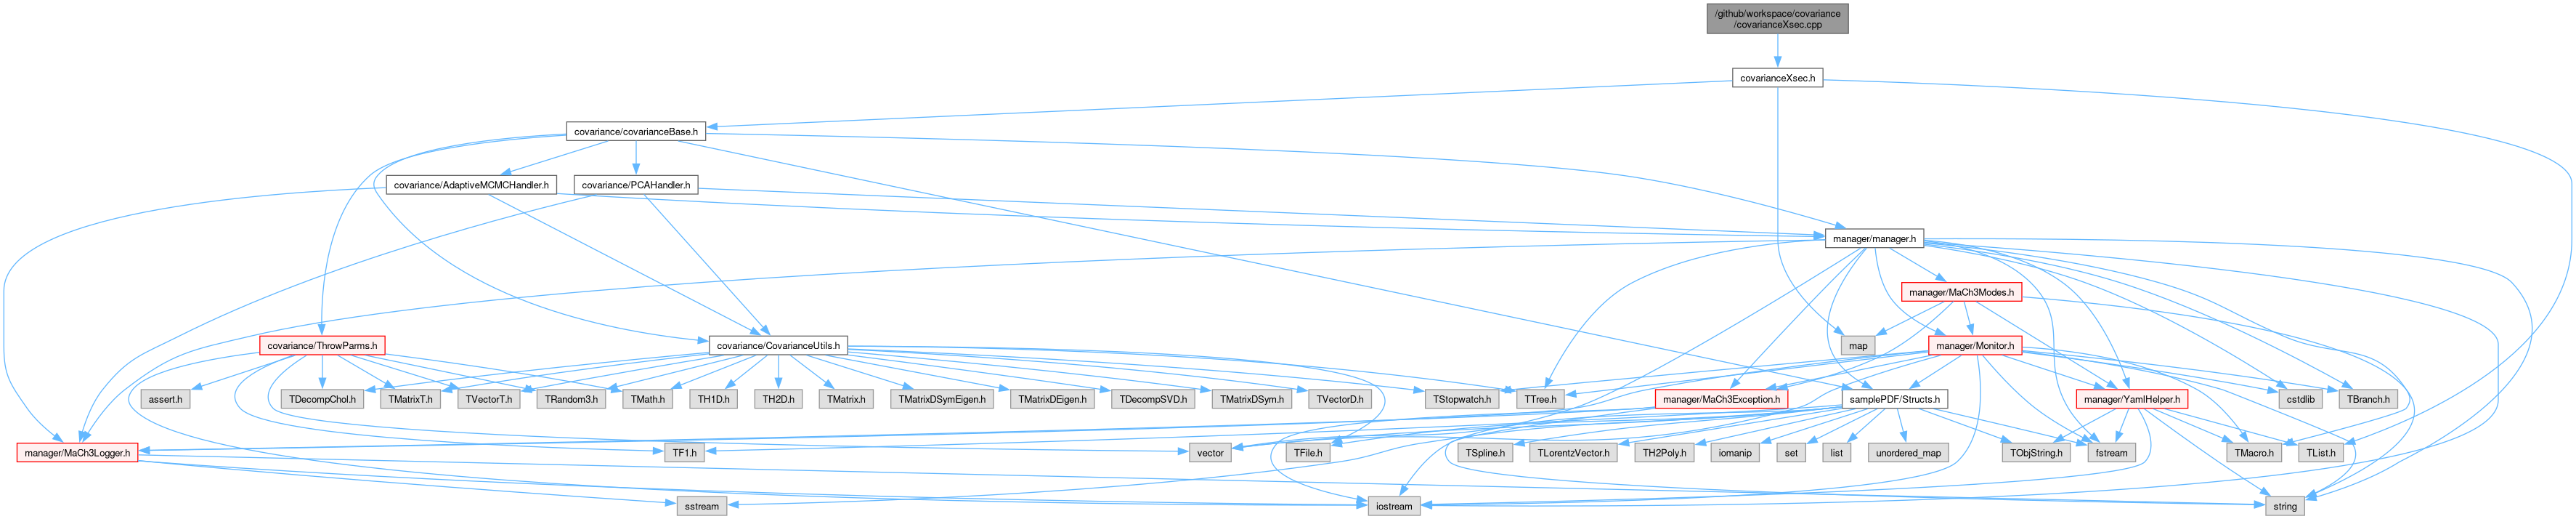 /github/workspace/covariance
/covarianceXsec.cpp
covarianceXsec.h
covariance/covarianceBase.h
covariance/AdaptiveMCMCHandler.h
covariance/PCAHandler.h
manager/manager.h
manager/MaCh3Modes.h
covariance/ThrowParms.h
covariance/CovarianceUtils.h
map
manager/Monitor.h
assert.h
TDecompChol.h
TMatrixT.h
TVectorT.h
TRandom3.h
TMath.h
TH1D.h
TH2D.h
TMatrix.h
TMatrixDSymEigen.h
TMatrixDEigen.h
TDecompSVD.h
TMatrixDSym.h
TVectorD.h
TStopwatch.h
TTree.h
manager/MaCh3Exception.h
samplePDF/Structs.h
manager/YamlHelper.h
cstdlib
TBranch.h
manager/MaCh3Logger.h
TF1.h
vector
TFile.h
TSpline.h
TLorentzVector.h
TH2Poly.h
iomanip
set
list
unordered_map
TObjString.h
fstream
TMacro.h
TList.h
sstream
iostream
string